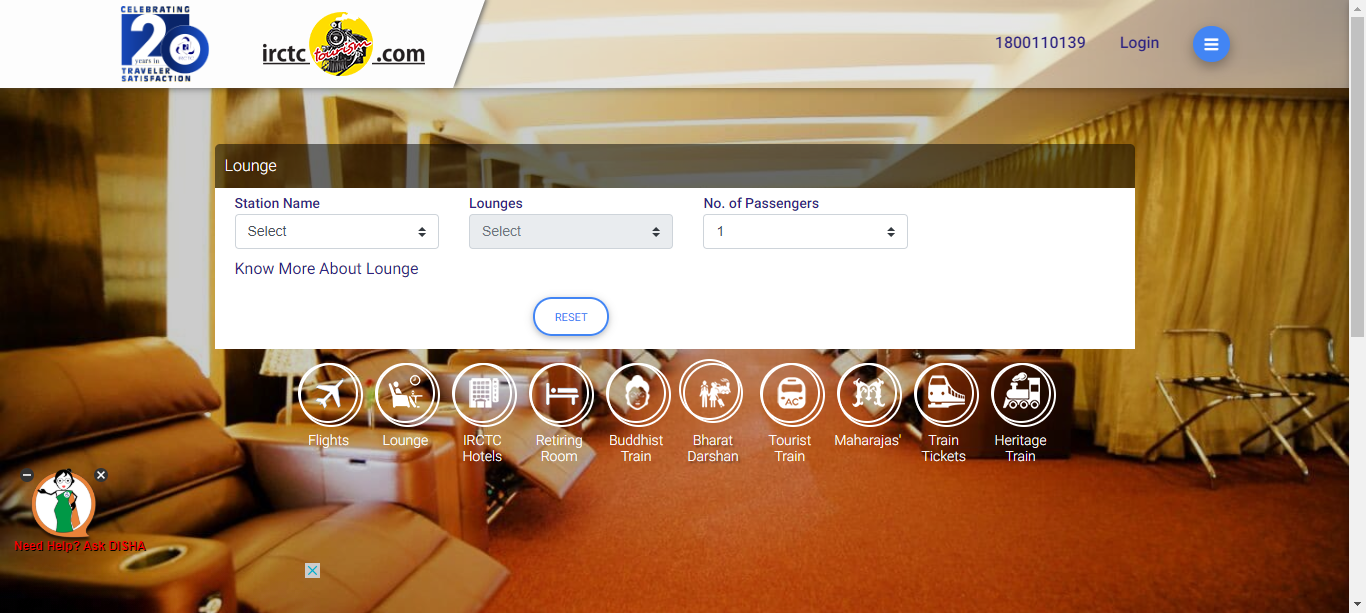 CELEBRATING
20
years in
TRAVELER
SATISFACTION
irctc tourism .com
1800110139
Login
Lounge
Station Name
Lounges
No. of Passengers
Select
Select
1
Know More About Lounge
RESET
AC
Flights
Lounge
IRCTC
Hotels
Retiring
Room
Buddhist
Train
Bharat
Darshan
Tourist
Train
Maharajas'
Train
Tickets
Heritage
Train
Need Help? Ask DISHA